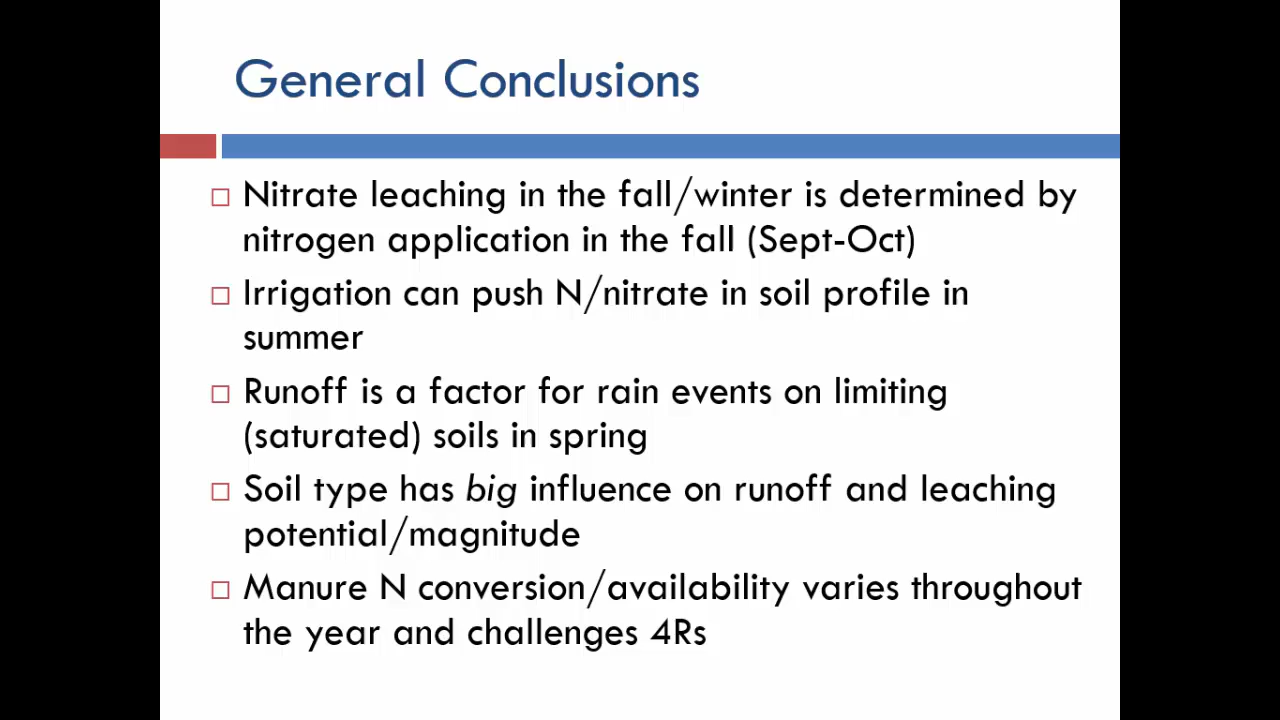 General Conclusions
Nitrate leaching in the fall/winter is determined by
nitrogen application in the fall (Sept-Oct)
Irrigation can push N/nitrate in soil profile in
summer
Runoff is a factor for rain events on limiting
(saturated) soils in spring
Soil type has big influence on runoff and leaching
potential/magnitude
Manure N conversion/availability varies throughout
the year and challenges 4Rs